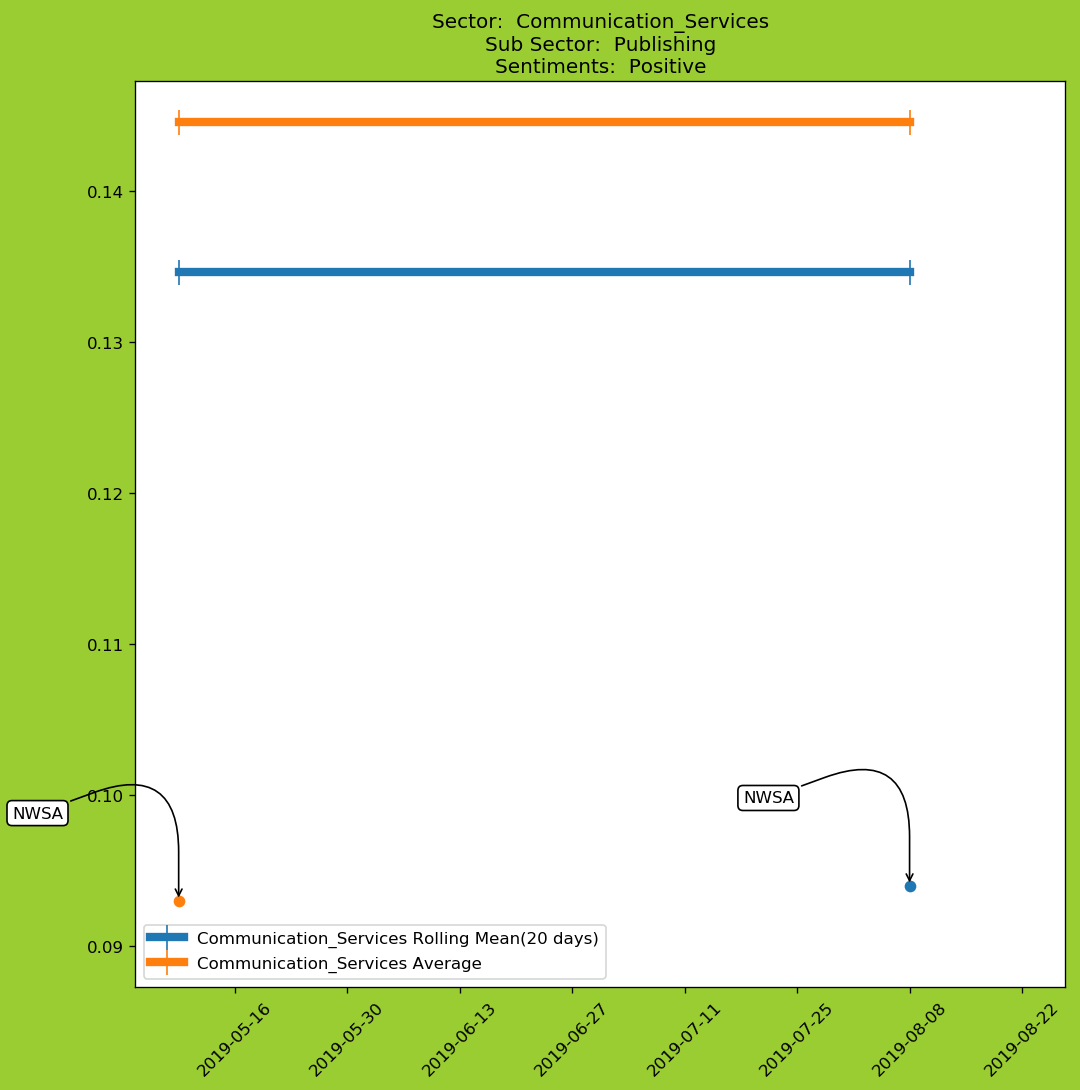 Sector:  Communication_Services
Sub Sector:  Publishing
Sentiments:  Positive
0.14
0.13
0.12
0.11
0.10
0.09
NWSA
NWSA
Communication_Services Rolling Mean(20 days)
Communication_Services Average
2019-05-16
2019-05-30
2019-06-13
2019-06-27
2019-07-11
2019-07-25
2019-08-08
2019-08-22